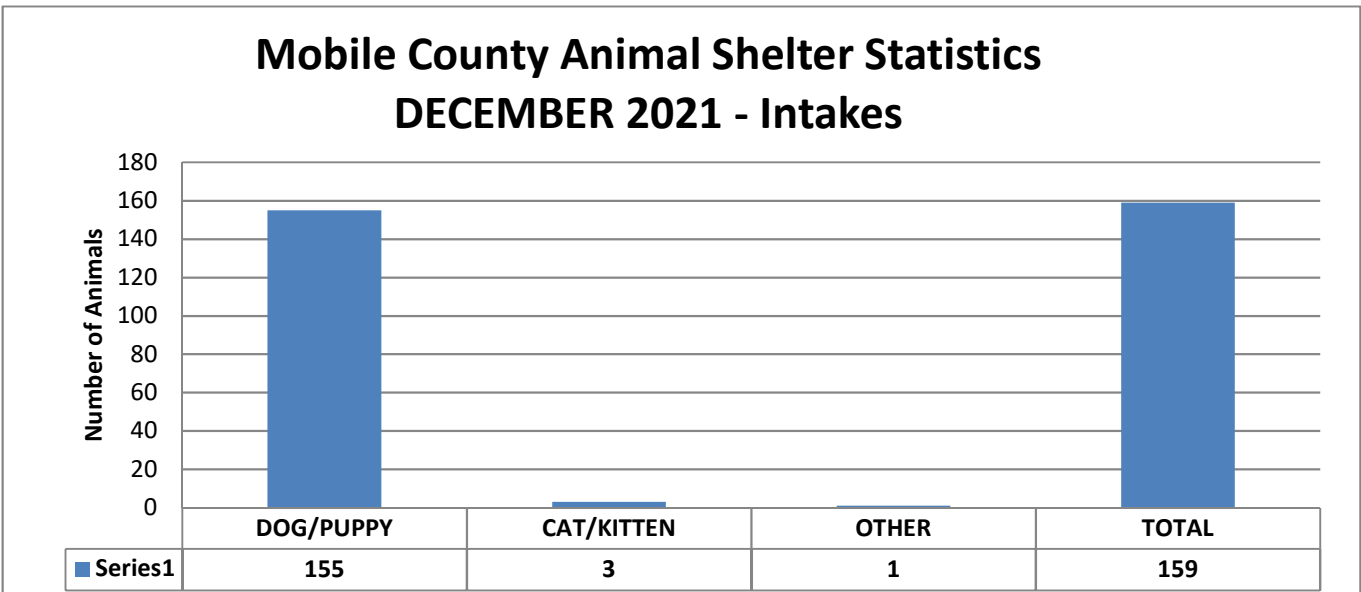 Mobile County Animal Shelter Statistics
DECEMBER 2021 - Intakes
Number of Animals
180
160
140
120
100
80
60
40
20
0
DOG/PUPPY CAT/KITTEN OTHER TOTAL
Series1 155 3 1 159